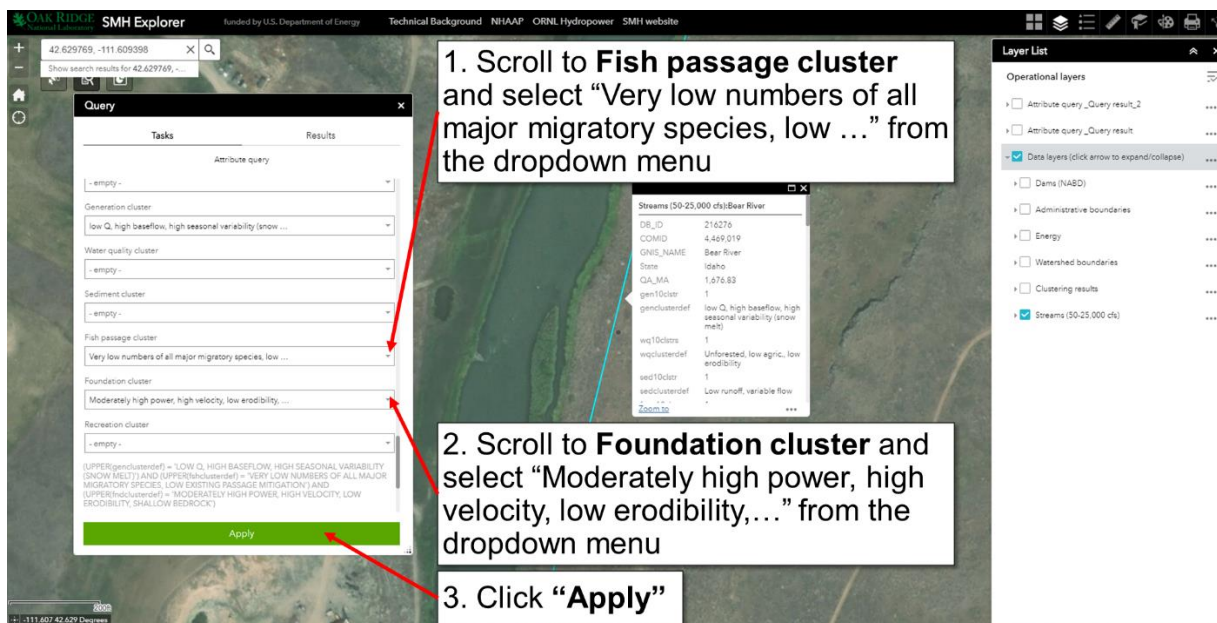 OAK RIDGE
National Laboratory
SMH Explorer
funded by U.S. Department of Energy
Technical Background NHAAP ORNL Hydropower SMH website
42.629769, -111.609398
Show search results for 42.629769, -...
Query
Tasks
Results
Attribute query
- empty -
Generation cluster
low Q, high baseflow, high seasonal variability (snow ...
Water quality cluster
- empty -
Sediment cluster
- empty -
Fish passage cluster
Very low numbers of all major migratory species, low ...
Foundation cluster
Moderately high power, high velocity, low erodibility, ...
Recreation cluster
- empty -
(UPPER(genclusterdef) = 'LOW Q, HIGH BASEFLOW, HIGH SEASONAL VARIABILITY
(SNOW MELT)') AND (UPPER(fshclusterdef) = 'VERY LOW NUMBERS OF ALL MAJOR
MIGRATORY SPECIES, LOW EXISTING PASSAGE MITIGATION') AND
(UPPER(fndclusterdef) = 'MODERATELY HIGH POWER, HIGH VELOCITY, LOW
ERODIBILITY, SHALLOW BEDROCK')
Apply
200ft
-111.607 42.629 Degrees
1. Scroll to Fish passage cluster
and select “Very low numbers of all
major migratory species, low …” from
the dropdown menu
Streams (50-25,000 cfs):Bear River
DB_ID 216276
COMID 4,469,019
GNIS_NAME Bear River
State Idaho
QA_MA 1,676.83
gen10clstr 1
genclusterdef low Q, high baseflow, high
seasonal variability (snow
melt)
wq10clstrs 1
wqclusterdef Unforested, low agric., low
erodibility
sed10clstr 1
sedclusterdef Low runoff, variable flow
Zoom to
2. Scroll to Foundation cluster and
select “Moderately high power, high
velocity, low erodibility,…” from the
dropdown menu
3. Click “Apply”
Layer List
Operational layers
Attribute query _Query result_2
Attribute query _Query result
Data layers (click arrow to expand/collapse)
Dams (NABD)
Administrative boundaries
Energy
Watershed boundaries
Clustering results
Streams (50-25,000 cfs)